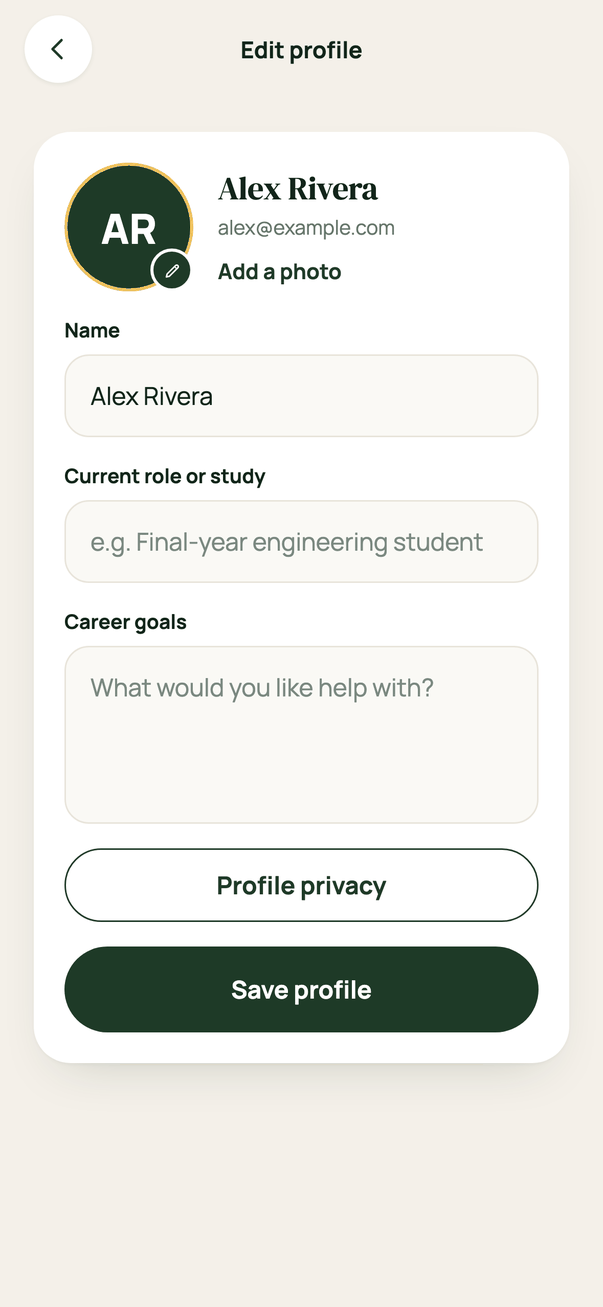 Edit profile
AR
Alex Rivera
alex@example.com
Add a photo
Name
Alex Rivera
Current role or study
e.g. Final-year engineering student
Career goals
What would you like help with?
Profile privacy
Save profile